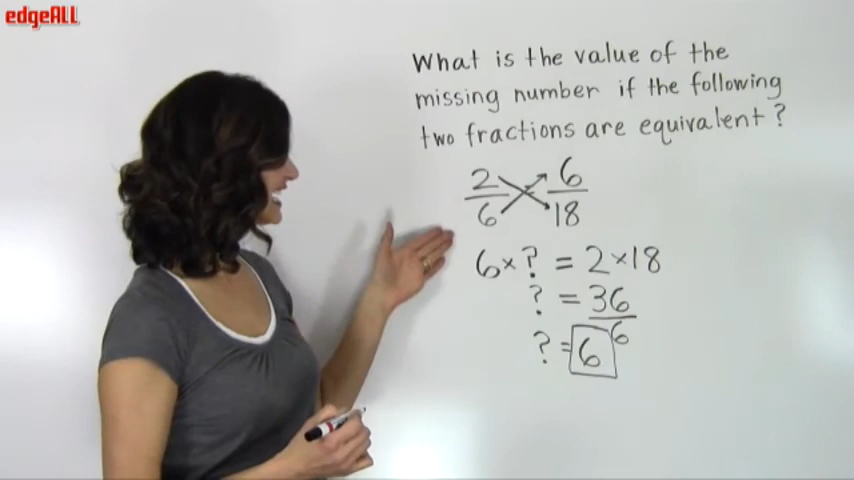 edgeALL
What is the value of the
missing number if the following
two fractions are equivalent?
2 6
6 18
6 × ? = 2 × 18
? = 36
6
? = 6